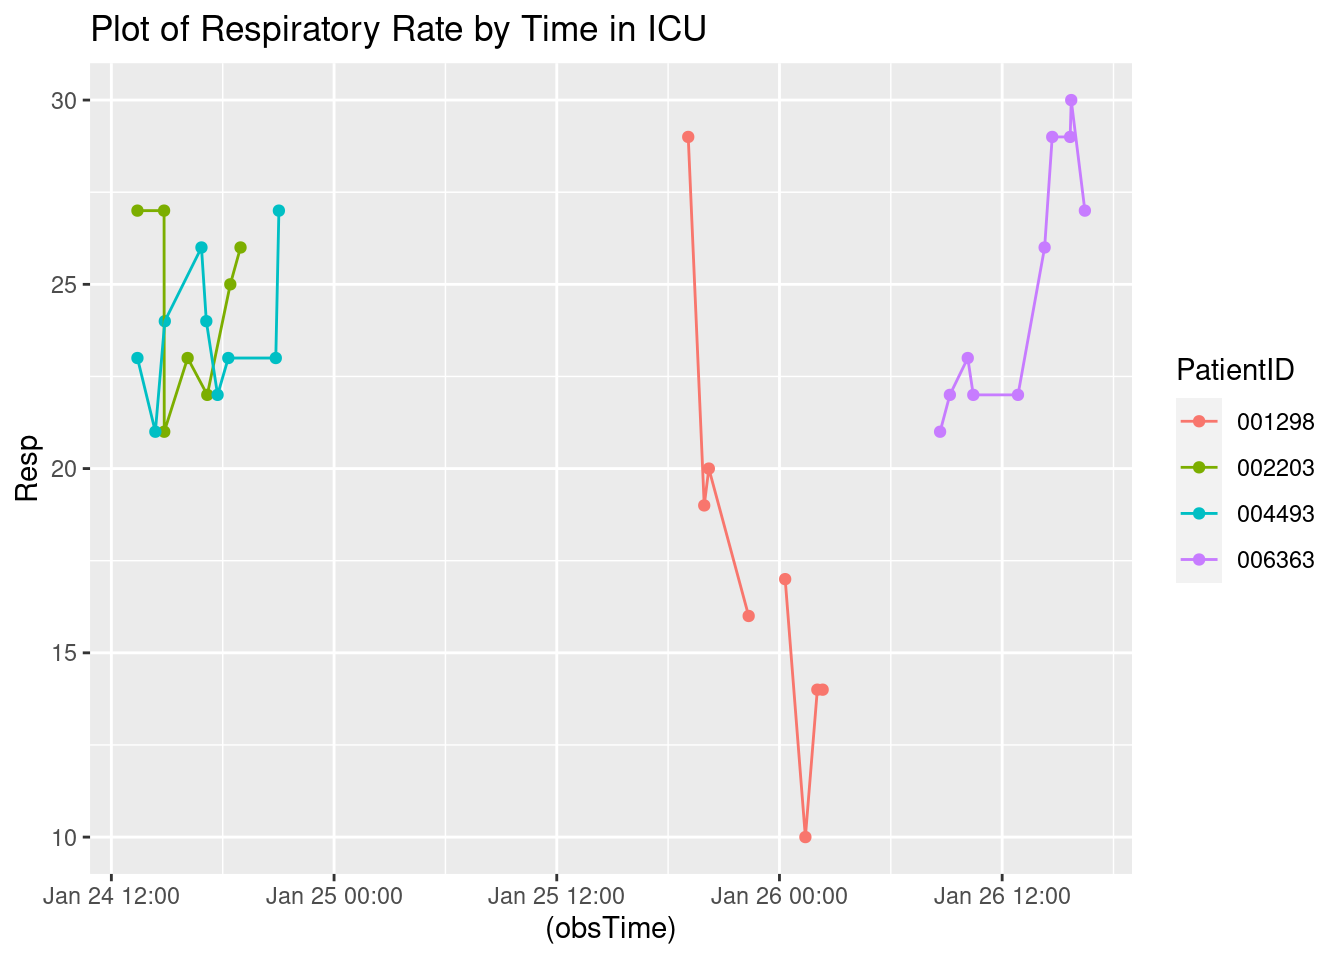 Plot of Respiratory Rate by Time in ICU
30
25
20
15
10
Resp
Jan 24 12:00 Jan 25 00:00 Jan 25 12:00 Jan 26 00:00 Jan 26 12:00
(obsTime)
PatientID
001298
002203
004493
006363